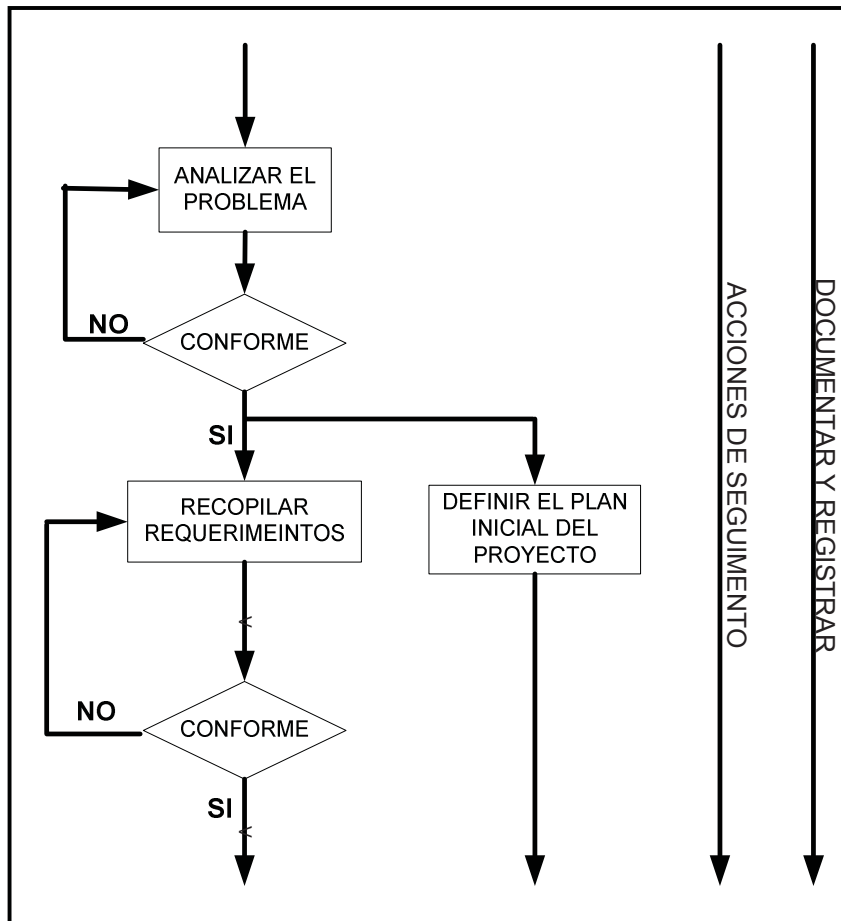 ANALIZAR EL
PROBLEMA
NO
CONFORME
SI
RECOPILAR
REQUERIMEINTOS
DEFINIR EL PLAN
INICIAL DEL
PROYECTO
NO
CONFORME
SI
ACCIONES DE SEGUIMENTO
DOCUMENTAR Y REGISTRAR